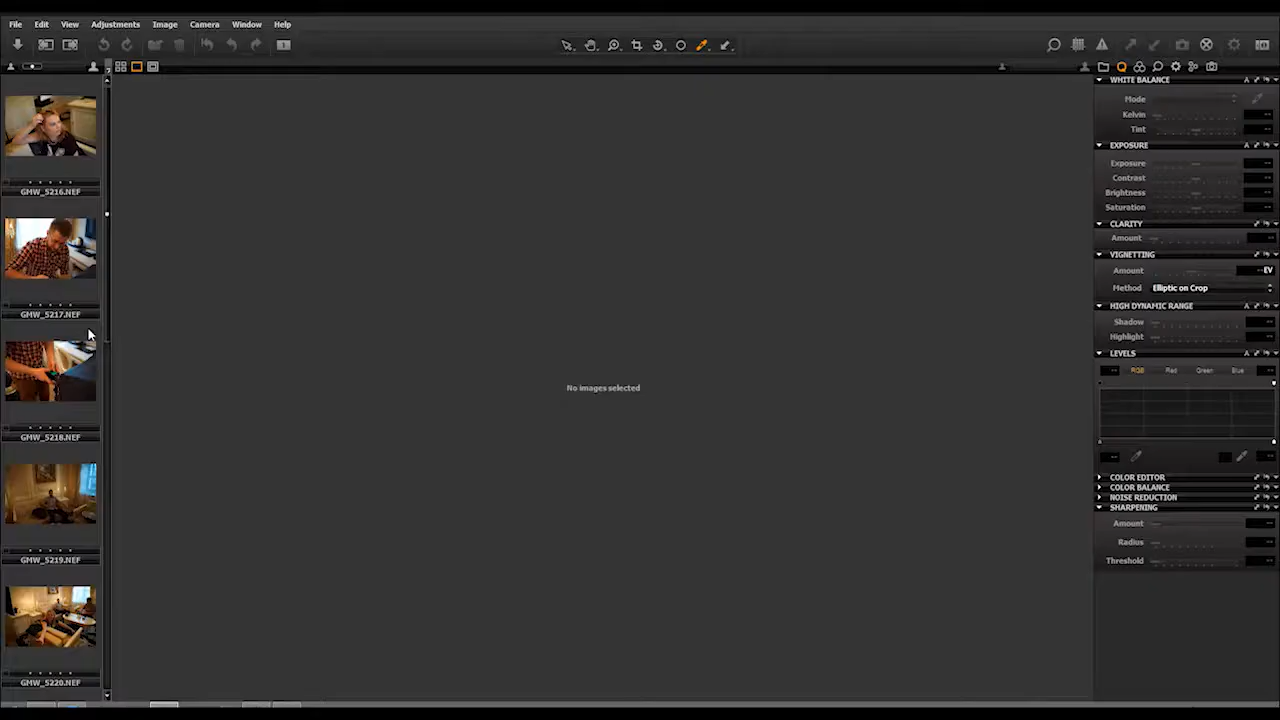 File Edit View Adjustments Image Camera Window Help
WHITE BALANCE
Mode
Kelvin
Tint
EXPOSURE
Exposure
Contrast
Brightness
Saturation
CLARITY
Amount
VIGNETTING
Amount --EV
Method Elliptic on Crop
HIGH DYNAMIC RANGE
Shadow
Highlight
LEVELS
RGB Red Green Blue
COLOR EDITOR
COLOR BALANCE
NOISE REDUCTION
SHARPENING
Amount
Radius
Threshold
No images selected
GMW_5216.NEF
GMW_5217.NEF
GMW_5218.NEF
GMW_5219.NEF
GMW_5220.NEF